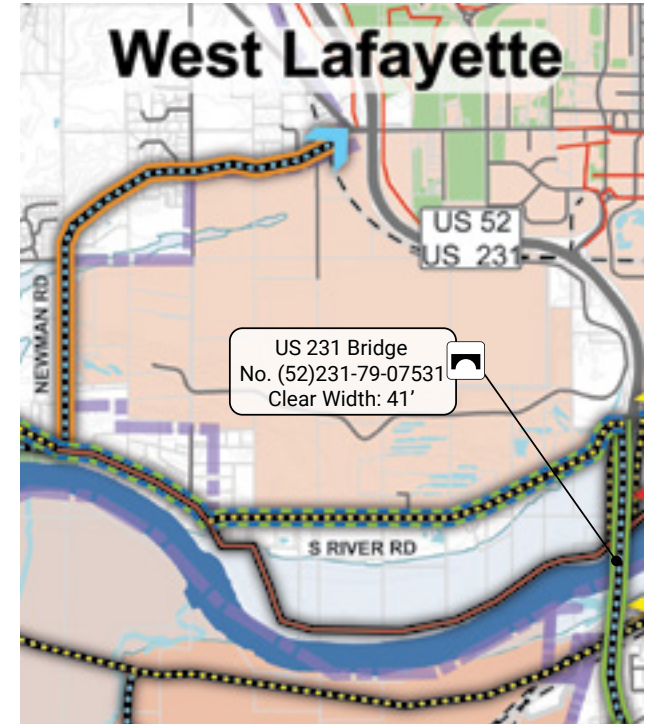 West Lafayette
US 52
US 231
NEWMAN RD
US 231 Bridge
No. (52)231-79-07531
Clear Width: 41’
S RIVER RD